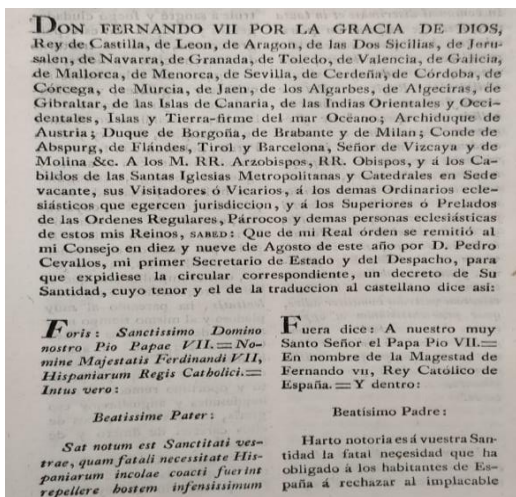 DON FERNANDO VII POR LA GRACIA DE DIOS,
Rey de Castilla, de Leon, de Aragon, de las Dos Sicilias, de Jeru-
salen, de Navarra, de Granada, de Toledo, de Valencia, de Galicia,
de Mallorca, de Menorca, de Sevilla, de Cerdeña, de Córdoba, de
Córcega, de Murcia, de Jaen, de los Algarbes, de Algeciras, de
Gibraltar, de las Islas de Canaria, de las Indias Orientales y Occi-
dentales, Islas y Tierra-firme del mar Océano; Archiduque de
Austria; Duque de Borgoña, de Brabante y de Milan; Conde de
Abspurg, de Flándes, Tirol y Barcelona, Señor de Vizcaya y de
Molina &c. A los M. RR. Arzobispos, RR. Obispos, y á los Ca-
bildos de las Santas Iglesias Metropolitanas y Catedrales en Sede
vacante, sus Visitadores ó Vicarios, á los demas Ordinarios ecle-
siásticos que egercen jurisdiccion, y á los Superiores ó Prelados
de las Ordenes Regulares, Párrocos y demas personas eclesiásticas
de estos mis Reinos, SABED: Que de mi Real órden se remitió al
mi Consejo en diez y nueve de Agosto de este año por D. Pedro
Cevallos, mi primer Secretario de Estado y del Despacho, para
que expidiese la circular correspondiente, un decreto de Su
Santidad, cuyo tenor y el de la traduccion al castellano dice asi:
Foris: Sanctissimo Domino
nostro Pio Papae VII.=No-
mine Majestatis Ferdinandi VII,
Hispaniarum Regis Catholici.=
Intus vero:
Beatissime Pater:
Sat notum est Sanctitati ves-
trae, quam fatali necessitate His-
paniarum incolae coacti fuerint
repellere hostem infensissimum
Fuera dice: A nuestro muy
Santo Señor el Papa Pio VII.=
En nombre de la Magestad de
Fernando VII, Rey Católico de
España.=Y dentro:
Beatísimo Padre:
Harto notoria es á vuestra San-
tidad la fatal necesidad que ha
obligado á los habitantes de Es-
paña á rechazar al implacable